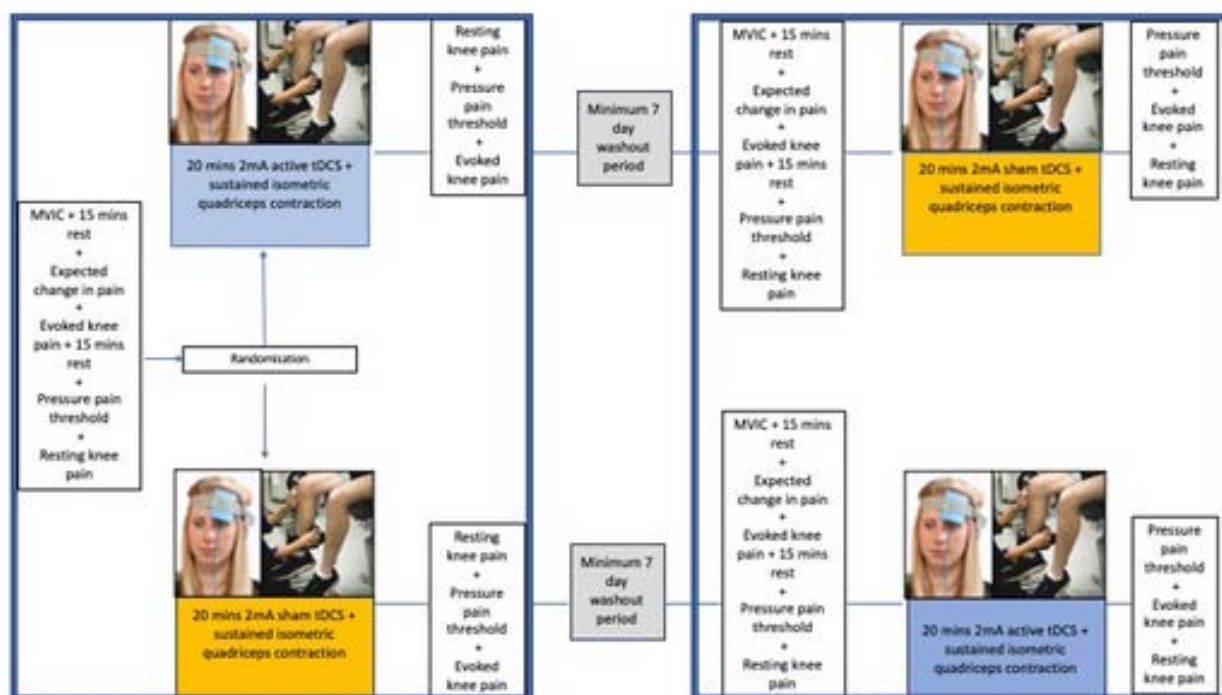 MVIC + 15 mins
rest
+
Expected
change in pain
+
Evoked knee
pain + 15 mins
rest
+
Pressure pain
threshold
+
Resting knee
pain
Randomisation
20 mins 2mA active tDCS +
sustained isometric
quadriceps contraction
Resting
knee pain
+
Pressure
pain
threshold
+
Evoked
knee pain
Minimum 7
day
washout
period
MVIC + 15 mins
rest
+
Expected
change in pain
+
Evoked knee
pain + 15 mins
rest
+
Pressure pain
threshold
+
Resting knee
pain
20 mins 2mA sham tDCS +
sustained isometric
quadriceps contraction
Pressure
pain
threshold
+
Evoked
knee pain
+
Resting
knee pain
20 mins 2mA sham tDCS +
sustained isometric
quadriceps contraction
Resting
knee pain
+
Pressure
pain
threshold
+
Evoked
knee pain
Minimum 7
day
washout
period
MVIC + 15 mins
rest
+
Expected
change in pain
+
Evoked knee
pain + 15 mins
rest
+
Pressure pain
threshold
+
Resting knee
pain
20 mins 2mA active tDCS +
sustained isometric
quadriceps contraction
Pressure
pain
threshold
+
Evoked
knee pain
+
Resting
knee pain